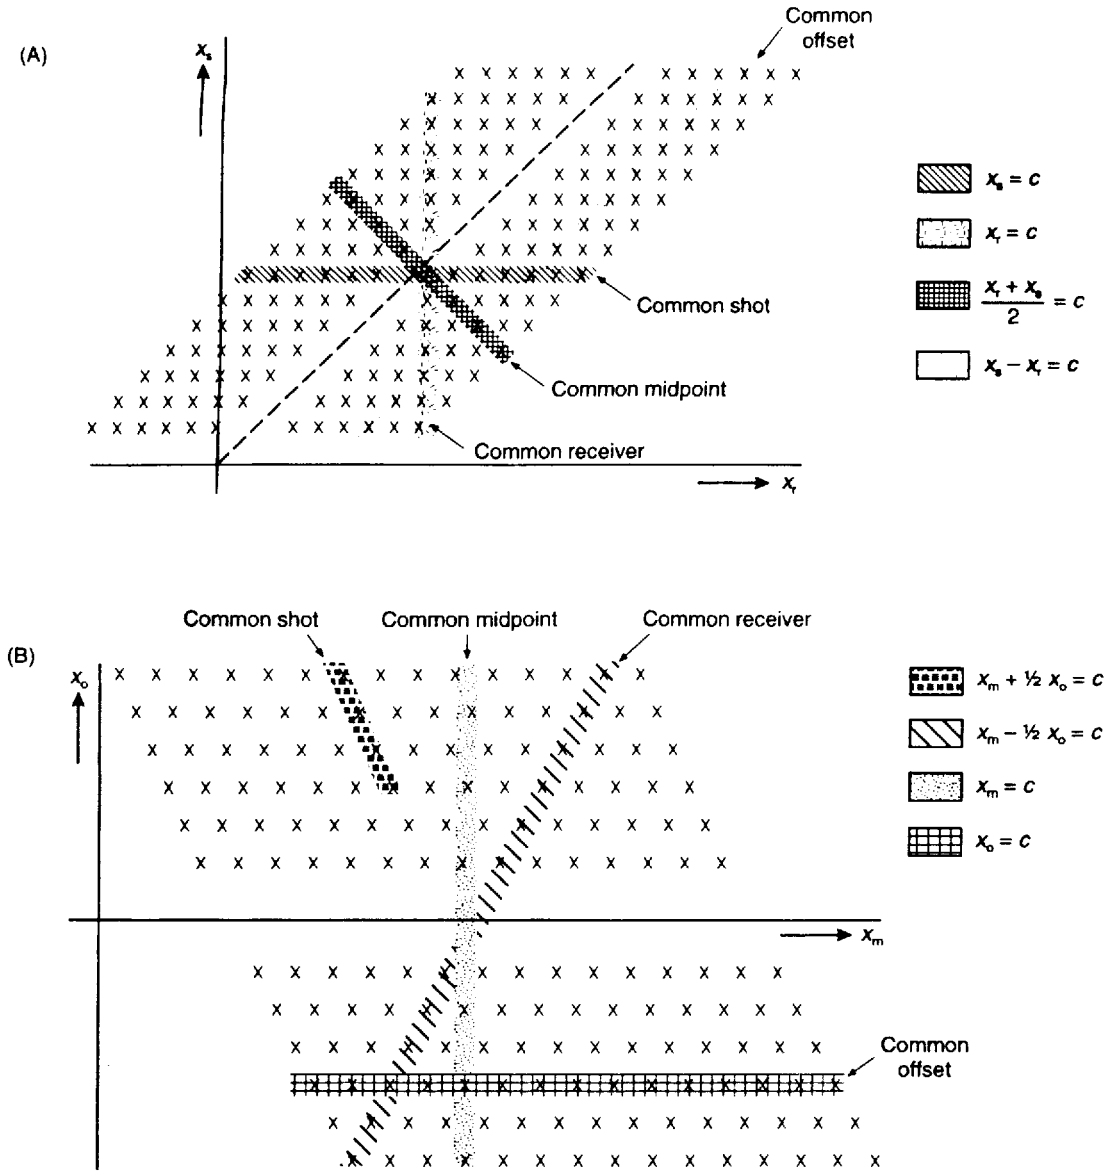 (A)
xₛ
Common
offset
xₛ = c
xᵣ = c
xᵣ + xₛ
2
= c
xₛ − xᵣ = c
Common shot
Common midpoint
Common receiver
xᵣ
(B)
Common shot
Common midpoint
Common receiver
xₒ
xₘ + ½ xₒ = c
xₘ − ½ xₒ = c
xₘ = c
xₒ = c
xₘ
Common
offset